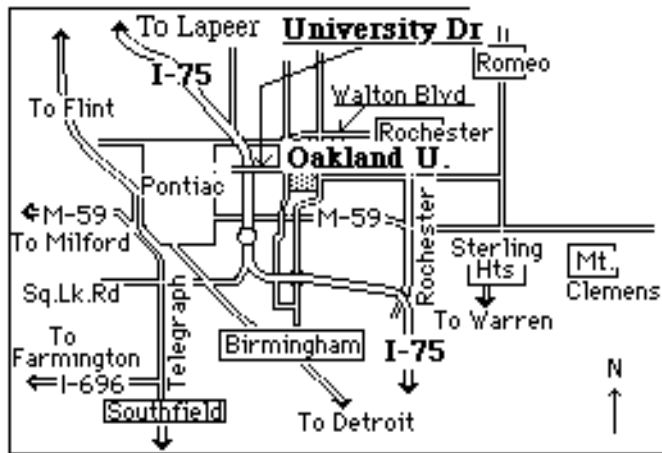 To Lapeer
University Dr
Romeo
I-75
To Flint
Walton Blvd
Rochester
Oakland U.
Pontiac
M-59
M-59
To Milford
Rochester
Sterling
Hts
Mt.
Clemens
Sq.Lk.Rd
Telegraph
To Warren
To
Farmington
Birmingham
I-75
I-696
N
Southfield
To Detroit